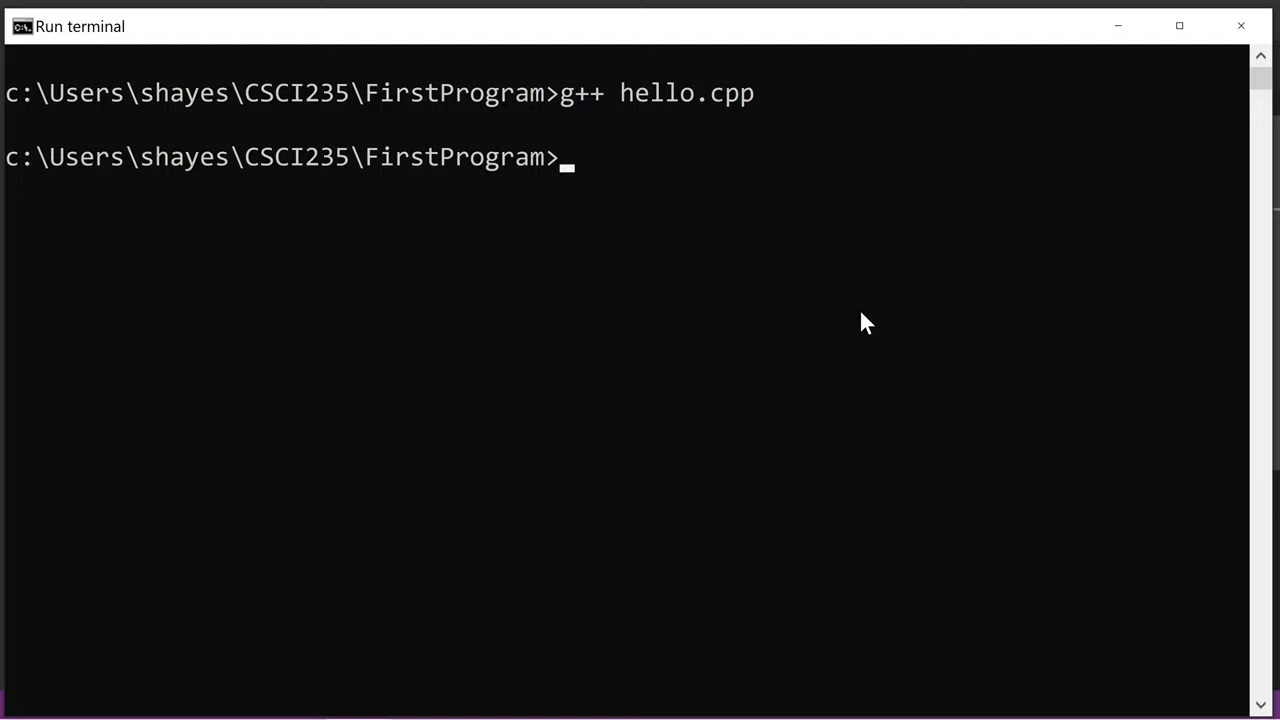 Run terminal
c:\Users\shayes\CSCI235\FirstProgram>g++ hello.cpp
c:\Users\shayes\CSCI235\FirstProgram>